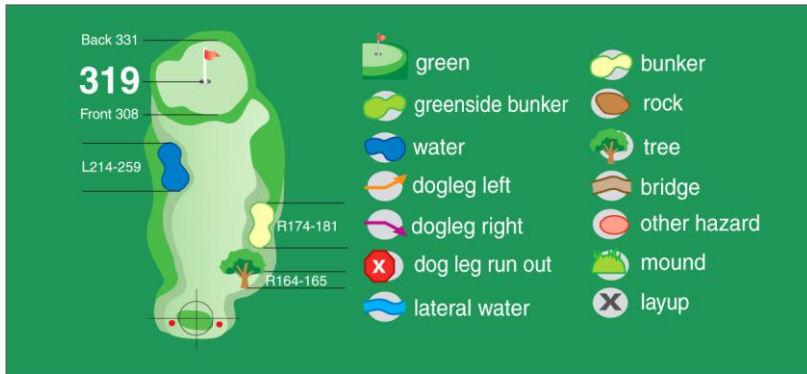 Back 331
319
Front 308
L214-259
R174-181
R164-165
green
greenside bunker
water
dogleg left
dogleg right
X
dog leg run out
lateral water
bunker
rock
tree
bridge
other hazard
mound
X
layup